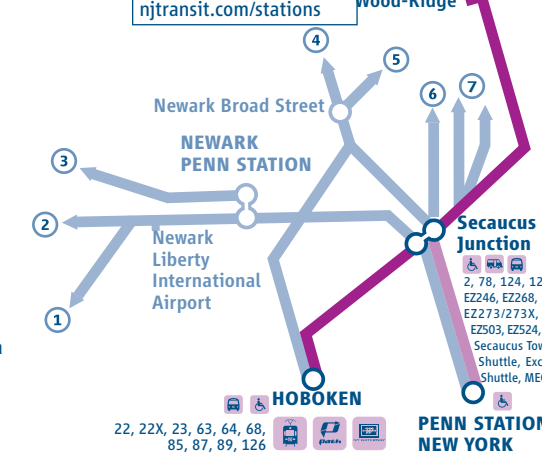 njtransit.com/stations
Wood-Ridge
4
5
Newark Broad Street
6
7
NEWARK
PENN STATION
3
2
Newark
Liberty
International
Airport
1
Secaucus
Junction
2, 78, 124, 12
EZ246, EZ268,
EZ273/273X,
EZ503, EZ524,
Secaucus Tow
Shuttle, Exc
Shuttle, ME
HOBOKEN
22, 22X, 23, 63, 64, 68,
85, 87, 89, 126
path
PENN STATION
NEW YORK